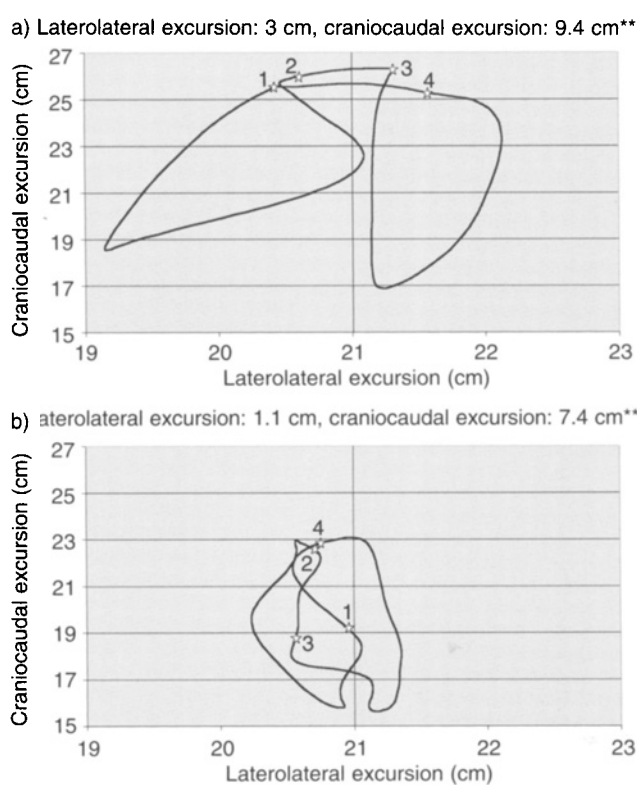 a) Laterolateral excursion: 3 cm, craniocaudal excursion: 9.4 cm**
Craniocaudal excursion (cm)
27
25
23
21
19
17
15
1
2
3
4
19 20 21 22 23
Laterolateral excursion (cm)
b) aterolateral excursion: 1.1 cm, craniocaudal excursion: 7.4 cm**
Craniocaudal excursion (cm)
27
25
23
21
19
17
15
4
2
1
3
19 20 21 22 23
Laterolateral excursion (cm)